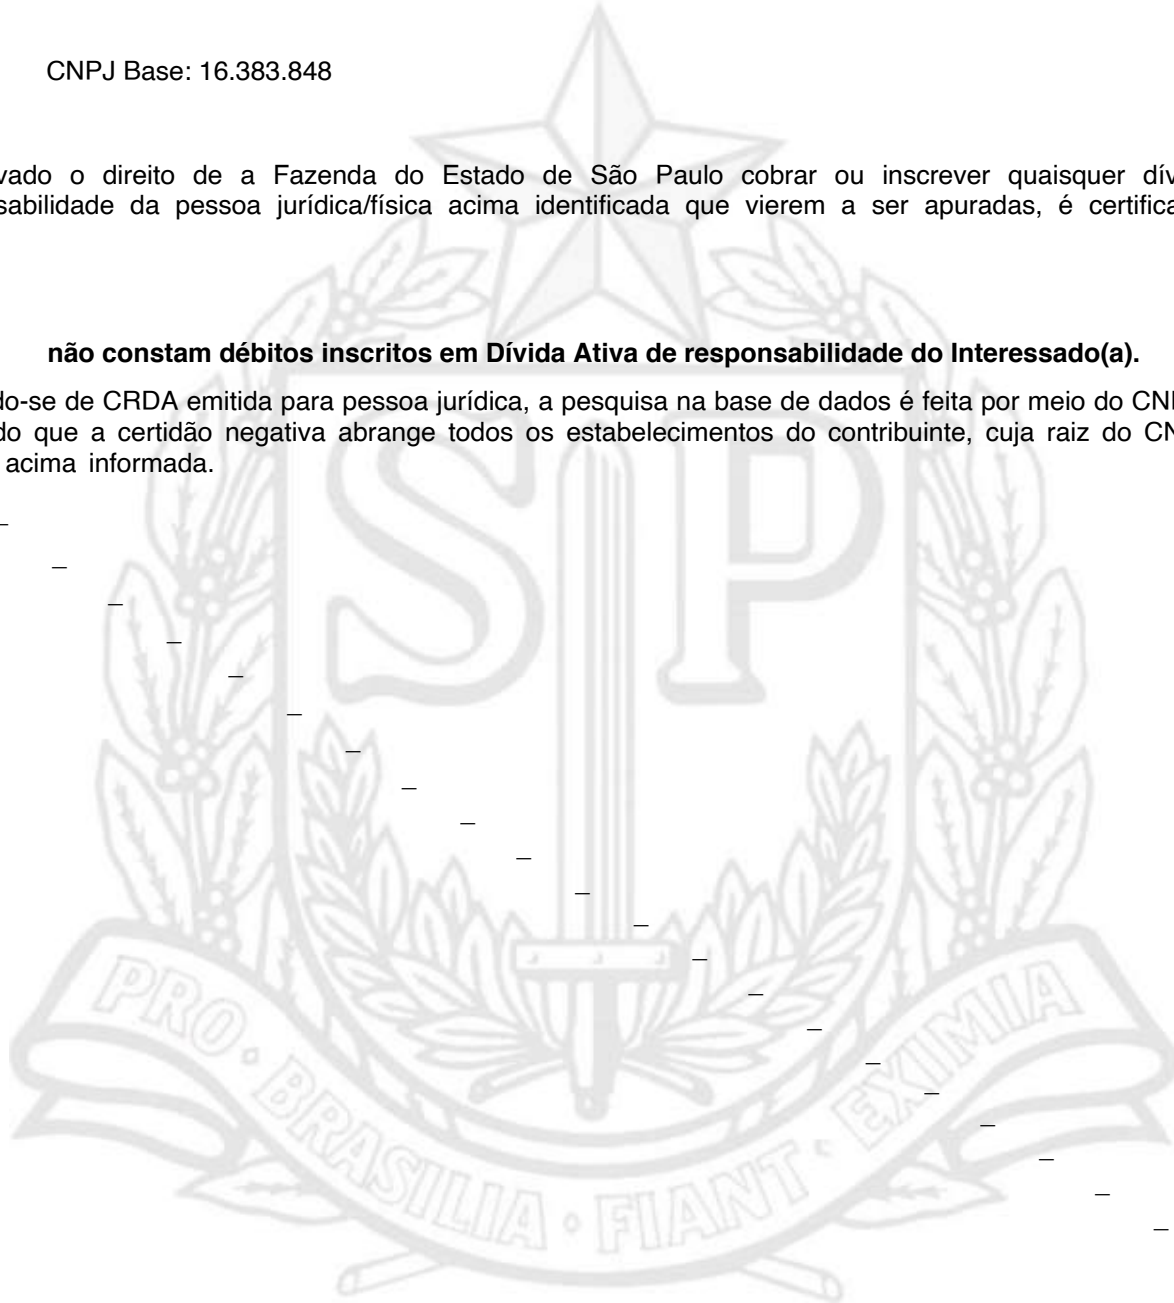 CNPJ Base: 16.383.848
vado o direito de a Fazenda do Estado de São Paulo cobrar ou inscrever quaisquer dív
sabilidade da pessoa jurídica/física acima identificada que vierem a ser apuradas, é certifica
não constam débitos inscritos em Dívida Ativa de responsabilidade do Interessado(a).
do-se de CRDA emitida para pessoa jurídica, a pesquisa na base de dados é feita por meio do CN
do que a certidão negativa abrange todos os estabelecimentos do contribuinte, cuja raiz do CN
acima informada.
SP
PRO • BRASILIA • FIANT • EXIMIA